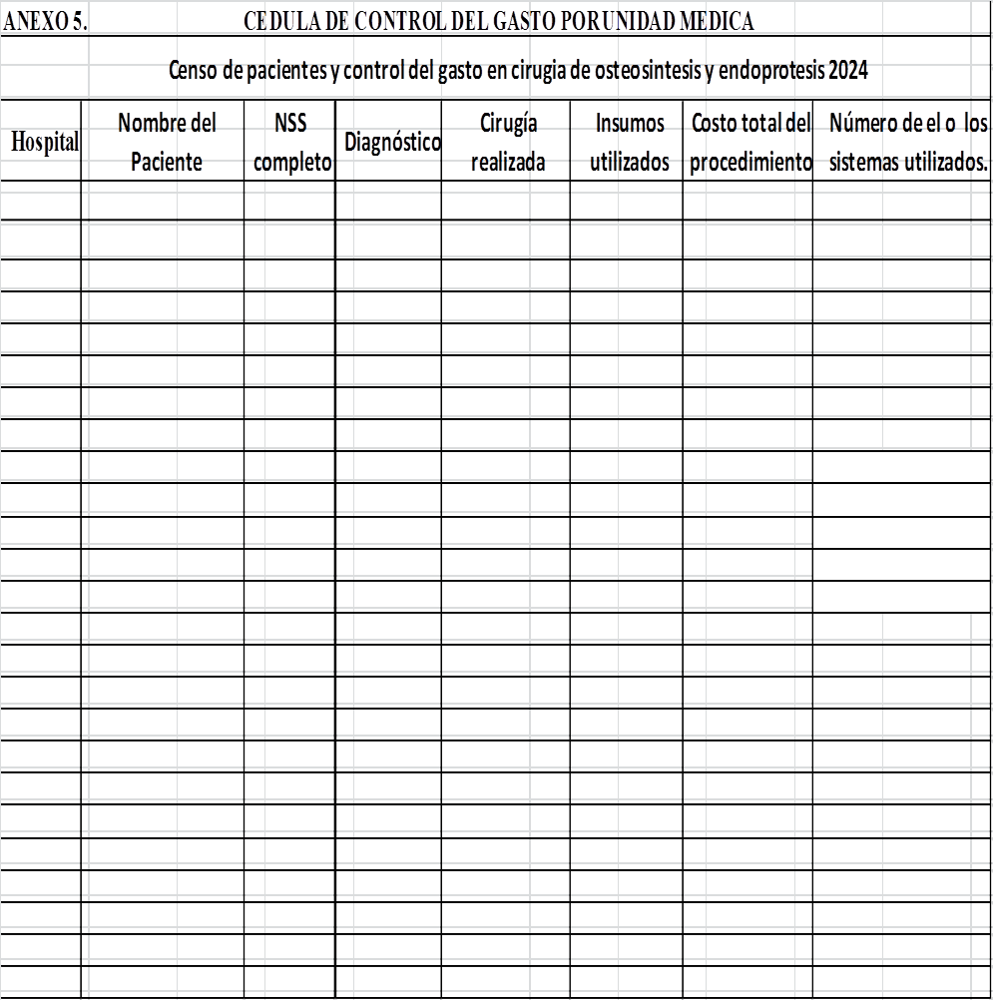 ANEXO 5. CEDULA DE CONTROL DEL GASTO POR UNIDAD MEDICA
Censo de pacientes y control del gasto en cirugia de osteosintesis y endoprotesis 2024
Hospital
Nombre del
Paciente
NSS
completo
Diagnóstico
Cirugía
realizada
Insumos
utilizados
Costo total del
procedimiento
Número de el o los
sistemas utilizados.